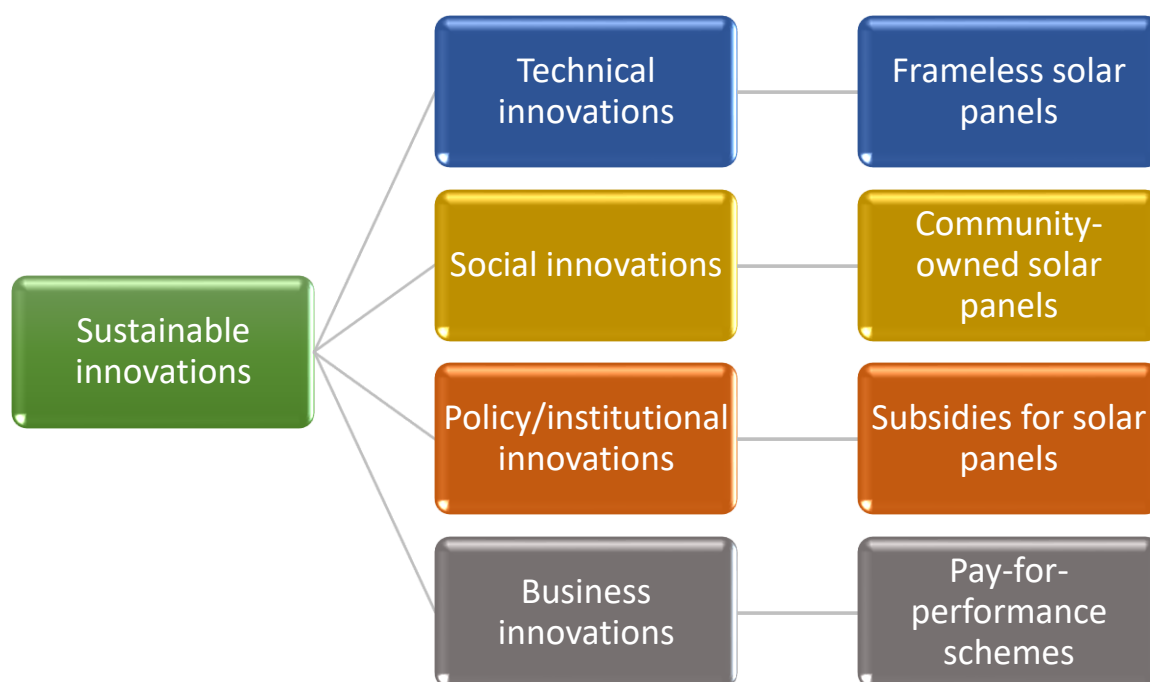 Technical
innovations
Frameless solar
panels
Social innovations
Community-
owned solar
panels
Sustainable
innovations
Policy/institutional
innovations
Subsidies for solar
panels
Business
innovations
Pay-for-
performance
schemes